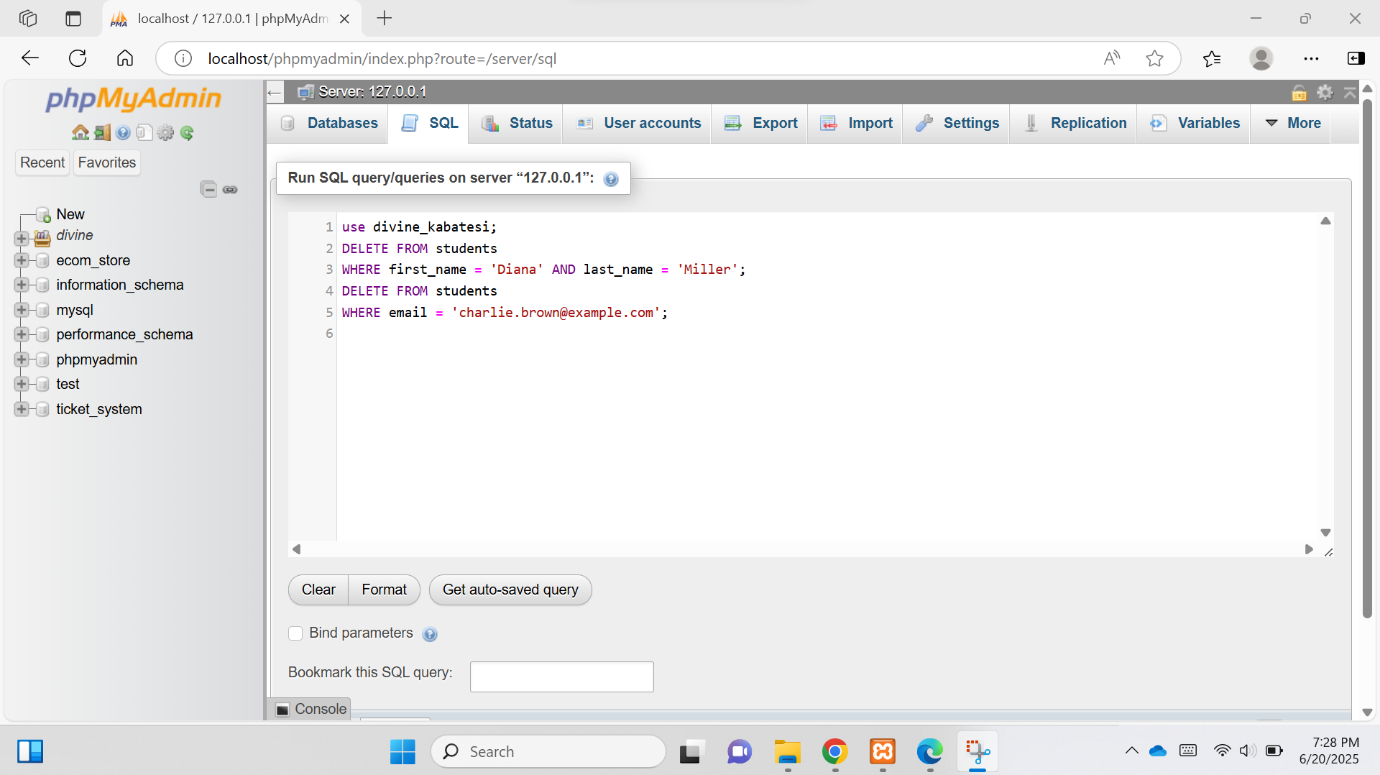 localhost / 127.0.0.1 | phpMyAdm
localhost/phpmyadmin/index.php?route=/server/sql
phpMyAdmin
Recent
Favorites
New
divine
ecom_store
information_schema
mysql
performance_schema
phpmyadmin
test
ticket_system
Server: 127.0.0.1
Databases
SQL
Status
User accounts
Export
Import
Settings
Replication
Variables
More
Run SQL query/queries on server “127.0.0.1”:
1 use divine_kabatesi;
2 DELETE FROM students
3 WHERE first_name = 'Diana' AND last_name = 'Miller';
4 DELETE FROM students
5 WHERE email = 'charlie.brown@example.com';
6
Clear
Format
Get auto-saved query
Bind parameters
Bookmark this SQL query:
Console
Search
7:28 PM
6/20/2025